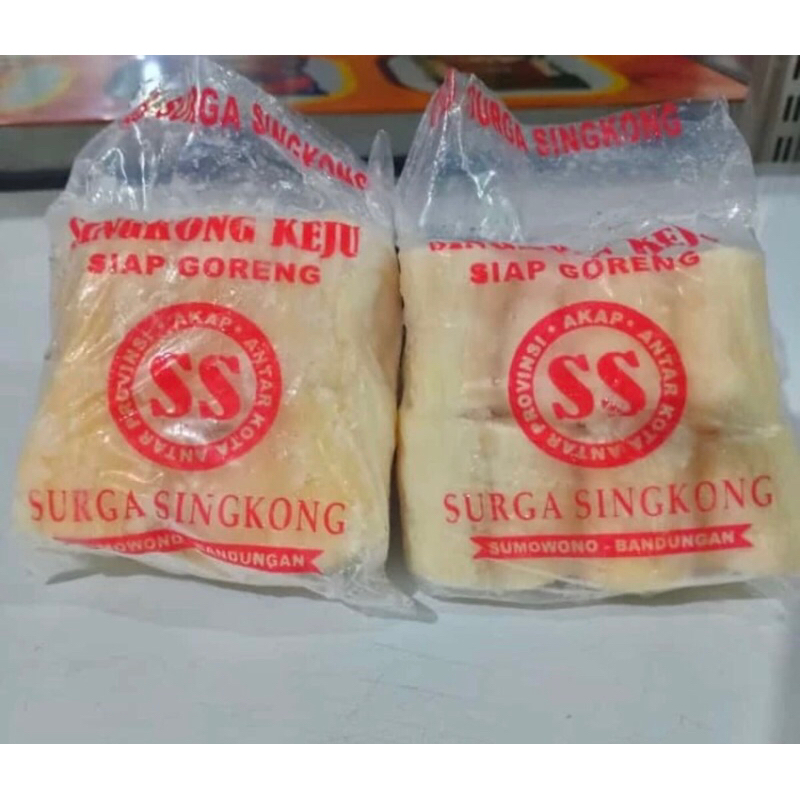 SURGA SINGKONG
SINGKONG KEJU
SIAP GORENG
AKAP • ANTAR KOTA ANTAR PROVINSI •
SS
SURGA SINGKONG
SUMOWONO - BANDUNGAN
SURGA SINGKONG
KEJU
SIAP GORENG
AKAP • ANTAR KOTA ANTAR PROVINSI •
SS
SURGA SINGKONG
SUMOWONO - BANDUNGAN